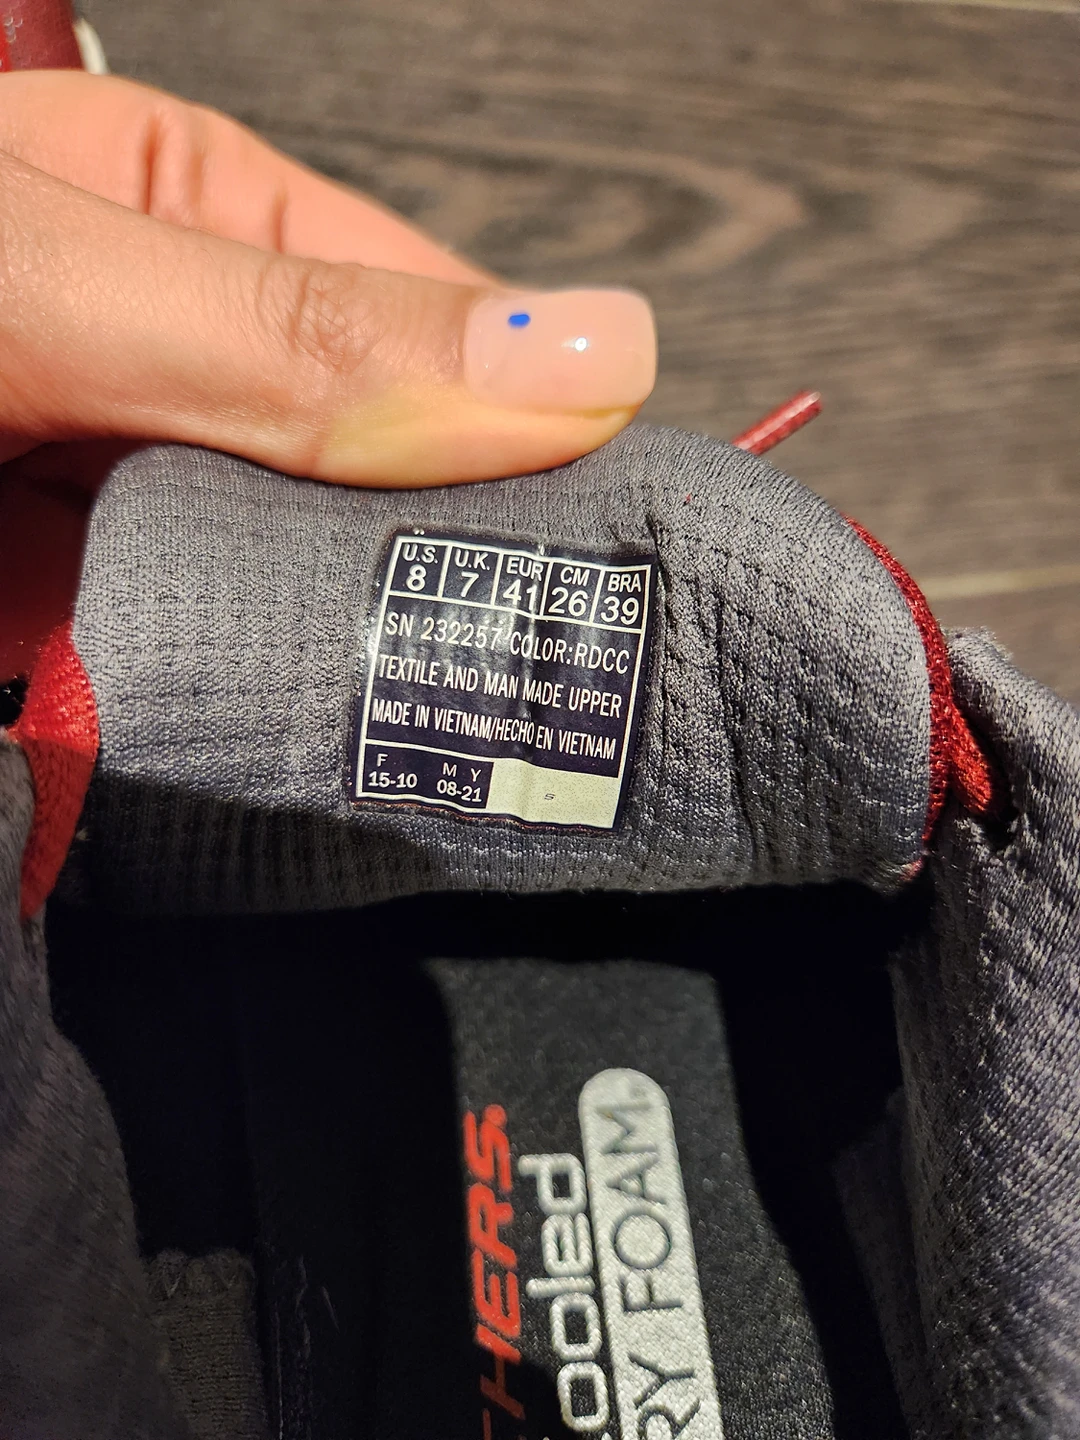 U.S. U.K. EUR CM BRA
8 7 41 26 39
SN 232257 COLOR:RDCC
TEXTILE AND MAN MADE UPPER
MADE IN VIETNAM/HECHO EN VIETNAM
F M Y
15-10 08-21
S
HERS®
ooled
RY FOAM